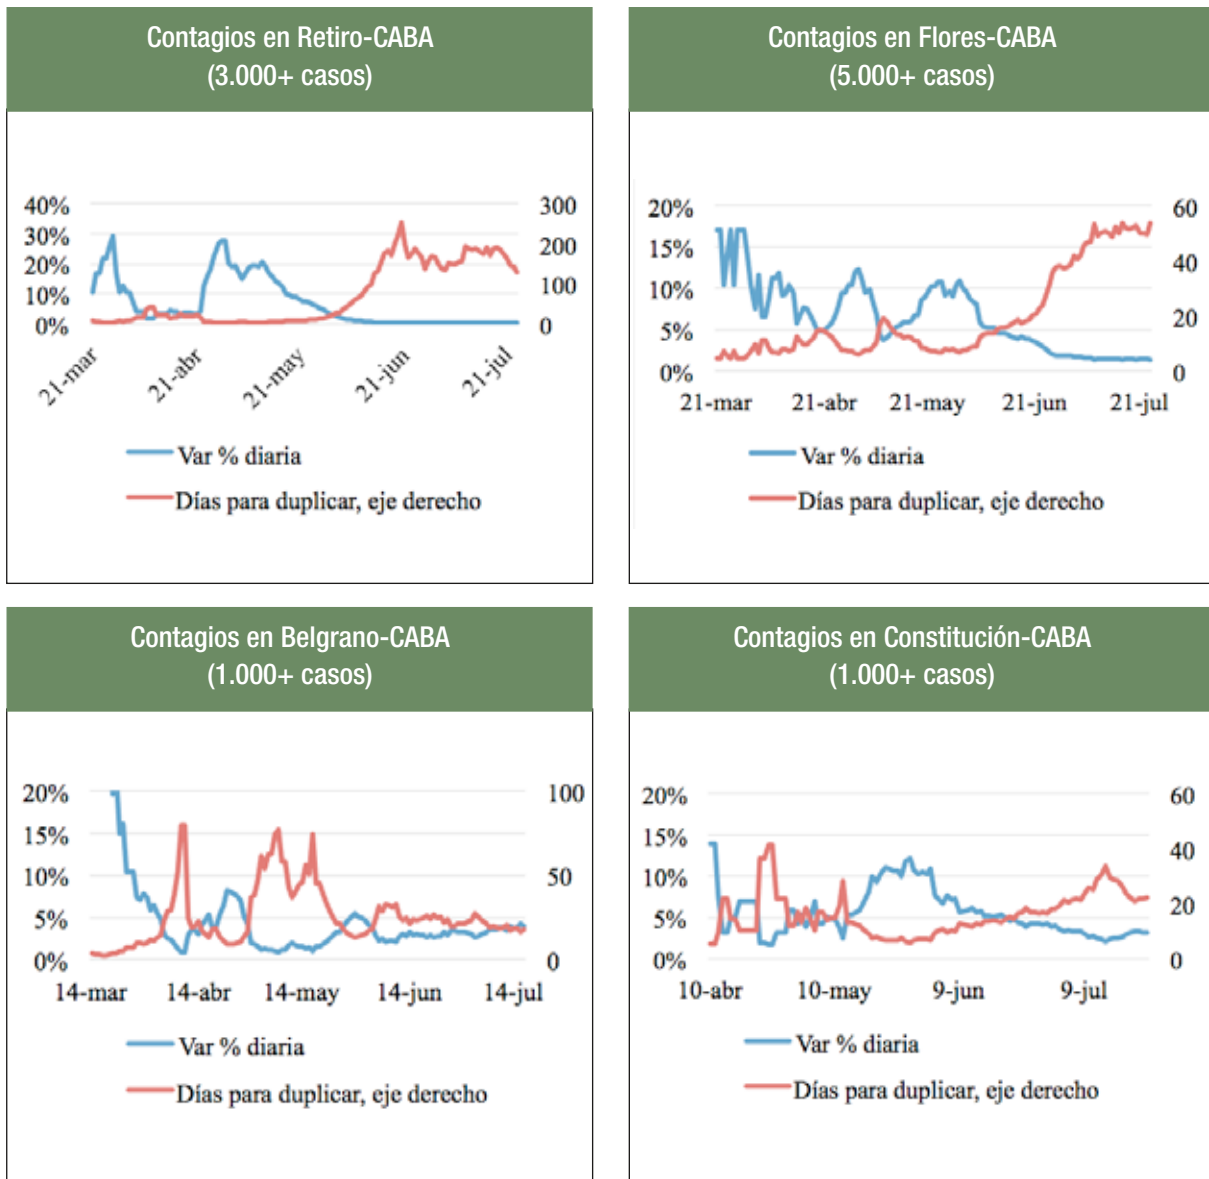 Contagios en Retiro-CABA
(3.000+ casos)
40%
30%
20%
10%
0%
300
200
100
0
21-mar
21-abr
21-may
21-jun
21-jul
Var % diaria
Días para duplicar, eje derecho
Contagios en Flores-CABA
(5.000+ casos)
20%
15%
10%
5%
0%
60
40
20
0
21-mar
21-abr
21-may
21-jun
21-jul
Var % diaria
Días para duplicar, eje derecho
Contagios en Belgrano-CABA
(1.000+ casos)
20%
15%
10%
5%
0%
100
50
0
14-mar
14-abr
14-may
14-jun
14-jul
Var % diaria
Días para duplicar, eje derecho
Contagios en Constitución-CABA
(1.000+ casos)
20%
15%
10%
5%
0%
60
40
20
0
10-abr
10-may
9-jun
9-jul
Var % diaria
Días para duplicar, eje derecho